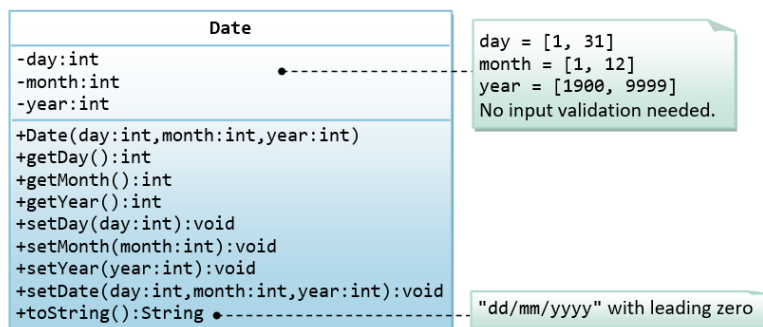 Date
-day:int
-month:int
-year:int
+Date(day:int,month:int,year:int)
+getDay():int
+getMonth():int
+getYear():int
+setDay(day:int):void
+setMonth(month:int):void
+setYear(year:int):void
+setDate(day:int,month:int,year:int):void
+toString():String
day = [1, 31]
month = [1, 12]
year = [1900, 9999]
No input validation needed.
"dd/mm/yyyy" with leading zero